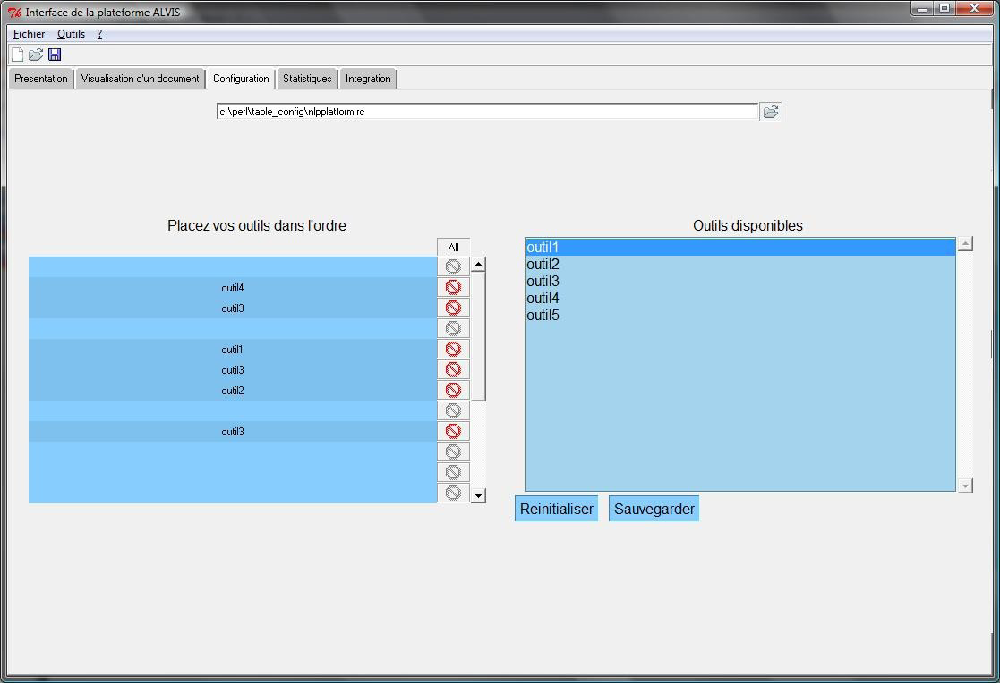 Interface de la plateforme ALVIS
Fichier Outils ?
Presentation Visualisation d'un document Configuration Statistiques Integration
c:\perl\table_config\nlpplatform.rc
Placez vos outils dans l'ordre
All
outil4
outil3
outil1
outil3
outil2
outil3
Outils disponibles
outil1
outil2
outil3
outil4
outil5
Reinitialiser Sauvegarder